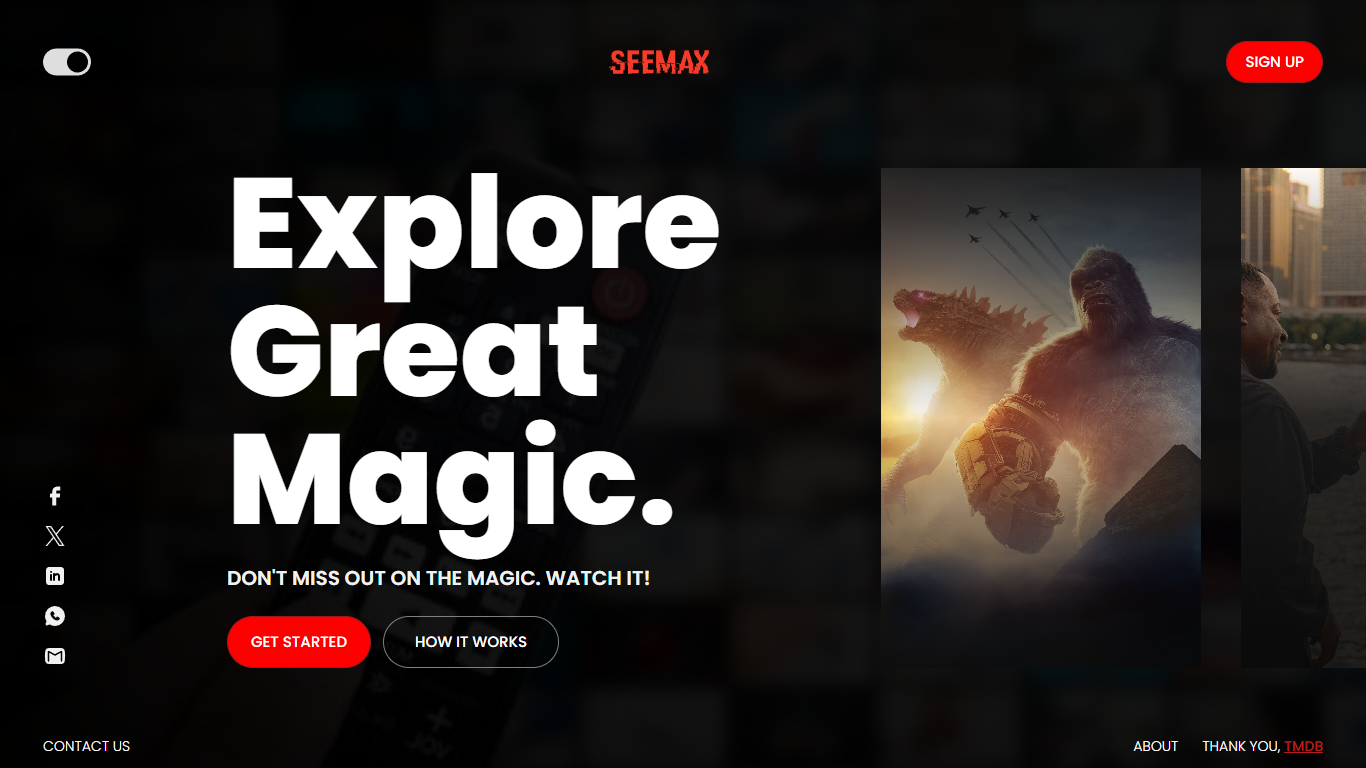 SEEMAX
SIGN UP
Explore
Great
Magic.
DON'T MISS OUT ON THE MAGIC. WATCH IT!
GET STARTED
HOW IT WORKS
CONTACT US
ABOUT
THANK YOU, TMDB